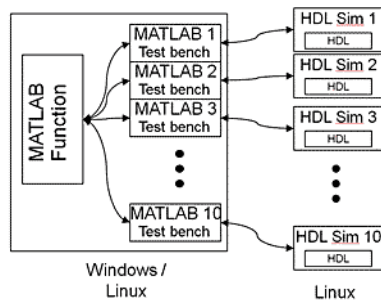 MATLAB
Function
MATLAB 1
Test bench
MATLAB 2
Test bench
MATLAB 3
Test bench
MATLAB 10
Test bench
Windows /
Linux
HDL Sim 1
HDL
HDL Sim 2
HDL
HDL Sim 3
HDL
HDL Sim 10
HDL
Linux